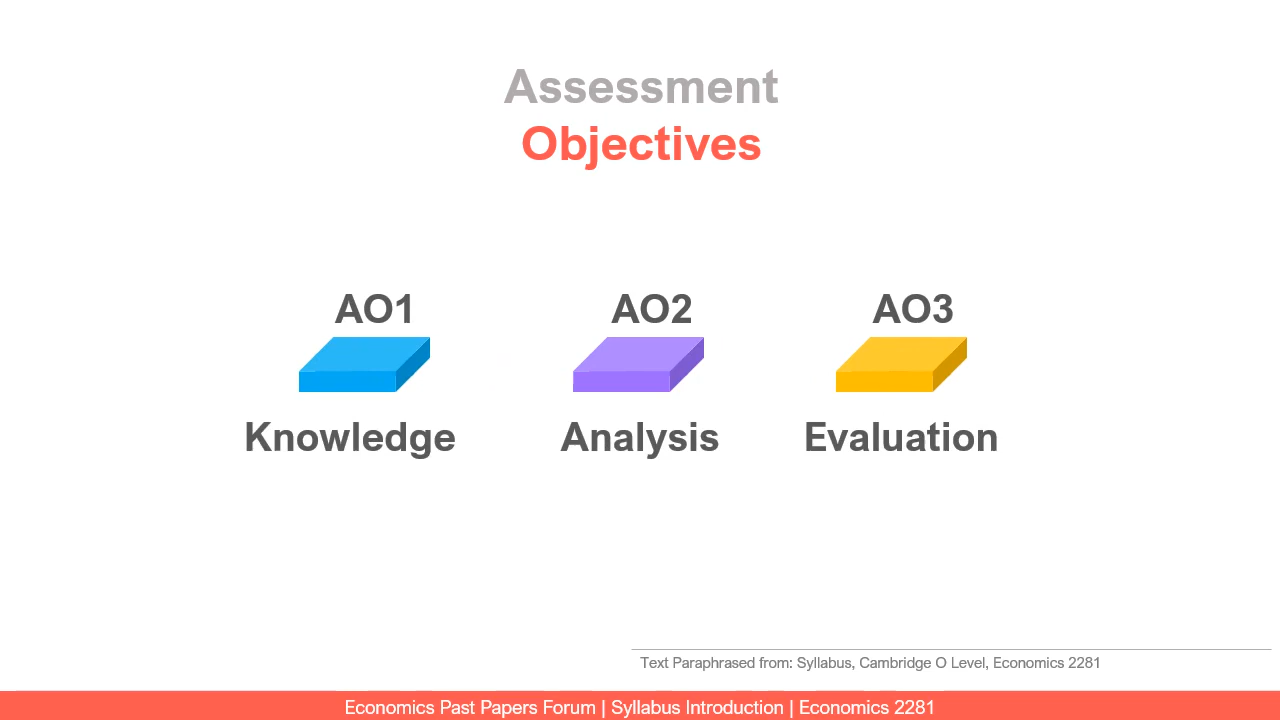 Assessment
Objectives
AO1
AO2
AO3
Knowledge
Analysis
Evaluation
Text Paraphrased from: Syllabus, Cambridge O Level, Economics 2281
Economics Past Papers Forum | Syllabus Introduction | Economics 2281